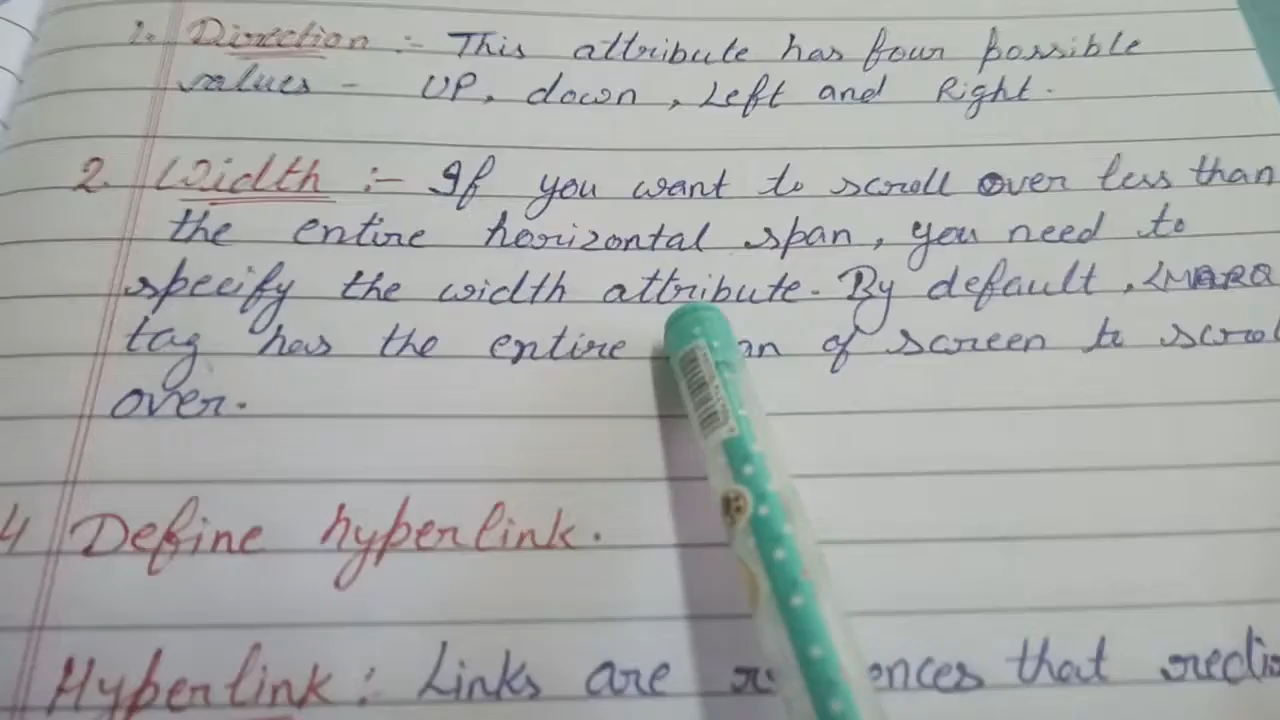 1. Direction :- This attribute has four possible
values - UP, down, Left and Right.
2. Width :- If you want to scroll over less than
the entire horizontal span, you need to
specify the width attribute. By default, <MARQ
tag has the entire of screen to scrol
over.
4 Define hyperlink.
Hyperlink : Links are that